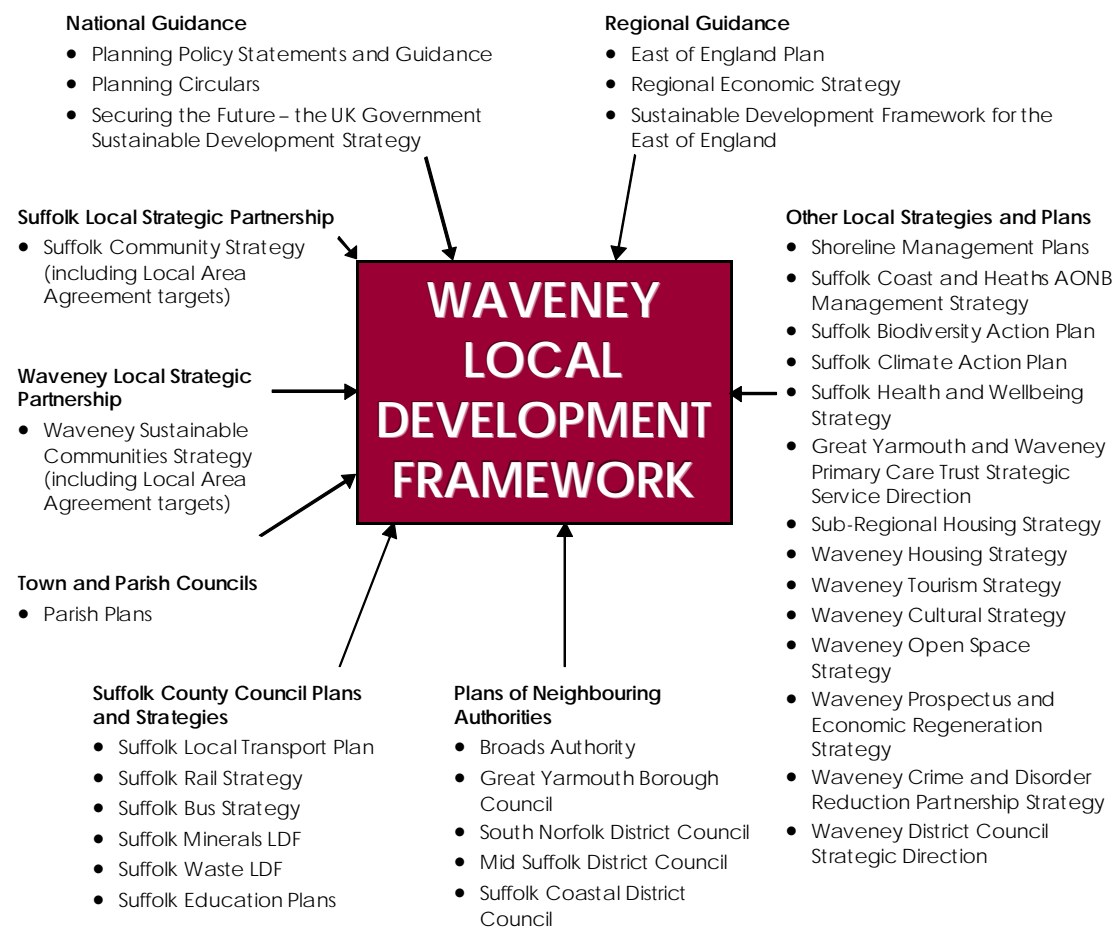 National Guidance
• Planning Policy Statements and Guidance
• Planning Circulars
• Securing the Future – the UK Government
Sustainable Development Strategy
Regional Guidance
• East of England Plan
• Regional Economic Strategy
• Sustainable Development Framework for the
East of England
Suffolk Local Strategic Partnership
• Suffolk Community Strategy
(including Local Area
Agreement targets)
Waveney Local Strategic
Partnership
• Waveney Sustainable
Communities Strategy
(including Local Area
Agreement targets)
Town and Parish Councils
• Parish Plans
WAVENEY
LOCAL
DEVELOPMENT
FRAMEWORK
Other Local Strategies and Plans
• Shoreline Management Plans
• Suffolk Coast and Heaths AONB
Management Strategy
• Suffolk Biodiversity Action Plan
• Suffolk Climate Action Plan
• Suffolk Health and Wellbeing
Strategy
• Great Yarmouth and Waveney
Primary Care Trust Strategic
Service Direction
• Sub-Regional Housing Strategy
• Waveney Housing Strategy
• Waveney Tourism Strategy
• Waveney Cultural Strategy
• Waveney Open Space
Strategy
• Waveney Prospectus and
Economic Regeneration
Strategy
• Waveney Crime and Disorder
Reduction Partnership Strategy
• Waveney District Council
Strategic Direction
Suffolk County Council Plans
and Strategies
• Suffolk Local Transport Plan
• Suffolk Rail Strategy
• Suffolk Bus Strategy
• Suffolk Minerals LDF
• Suffolk Waste LDF
• Suffolk Education Plans
Plans of Neighbouring
Authorities
• Broads Authority
• Great Yarmouth Borough
Council
• South Norfolk District Council
• Mid Suffolk District Council
• Suffolk Coastal District
Council